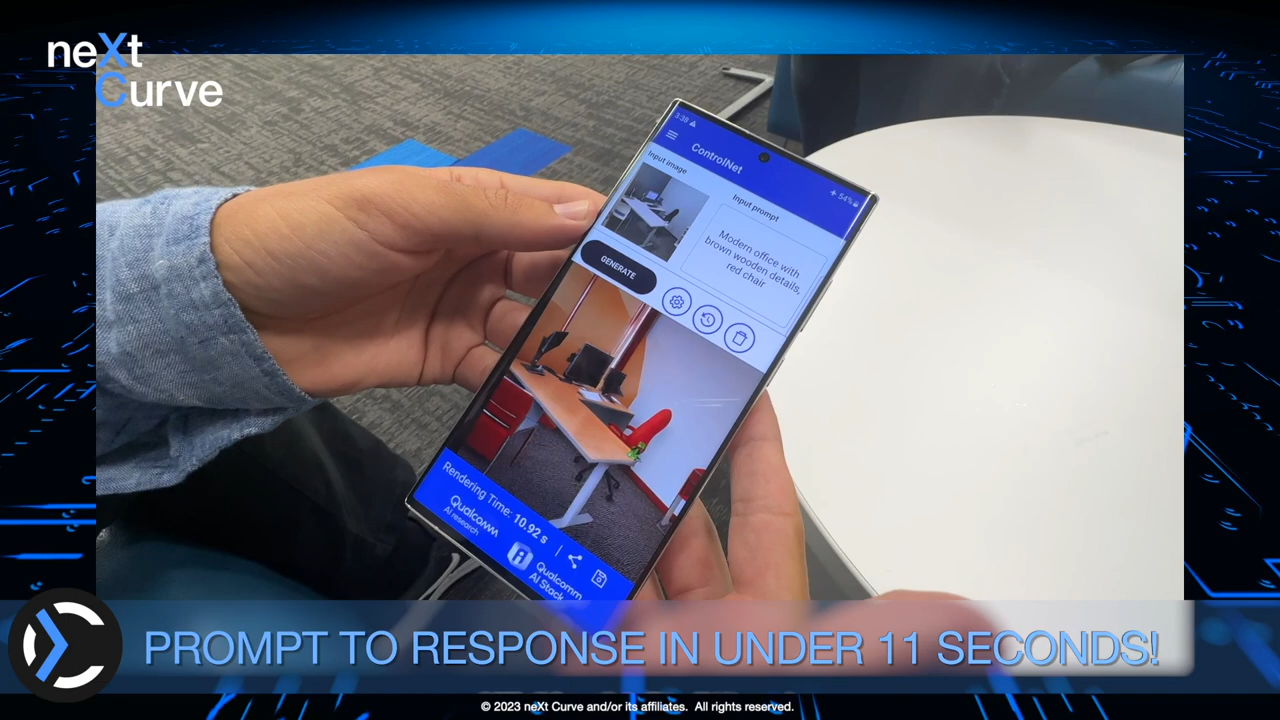 neXt
Curve
3:39
54%
ControlNet
Input image
Input prompt
Modern office with
brown wooden details,
red chair
GENERATE
Rendering Time: 10.92 s
Qualcomm
AI research
Qualcomm
AI Stack
PROMPT TO RESPONSE IN UNDER 11 SECONDS!
© 2023 neXt Curve and/or its affiliates. All rights reserved.